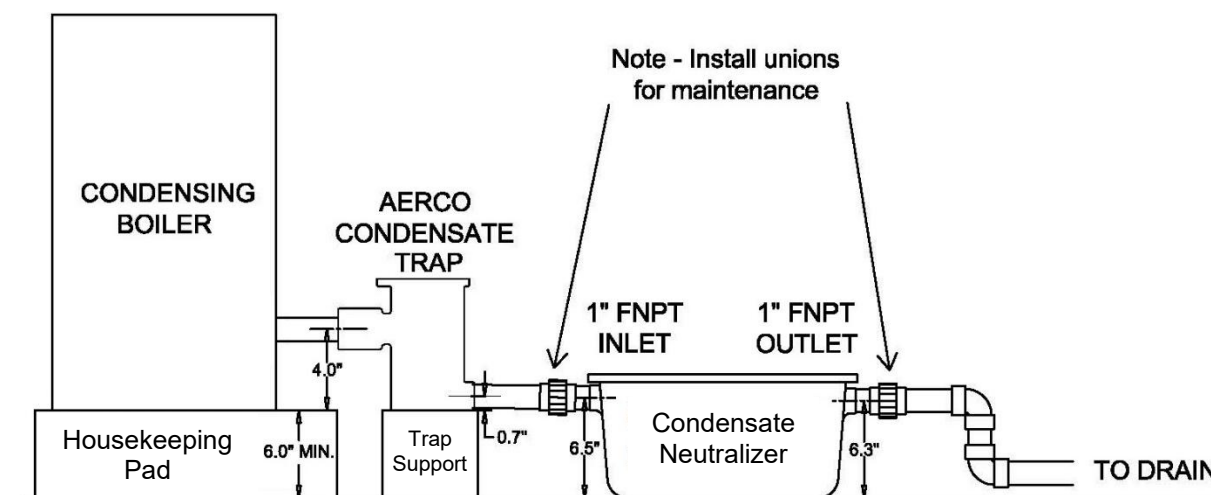 Note - Install unions
for maintenance
CONDENSING
BOILER
AERCO
CONDENSATE
TRAP
1" FNPT
INLET
1" FNPT
OUTLET
4.0"
Housekeeping
Pad
6.0" MIN.
Trap
Support
0.7"
6.5"
Condensate
Neutralizer
6.3"
TO DRAIN